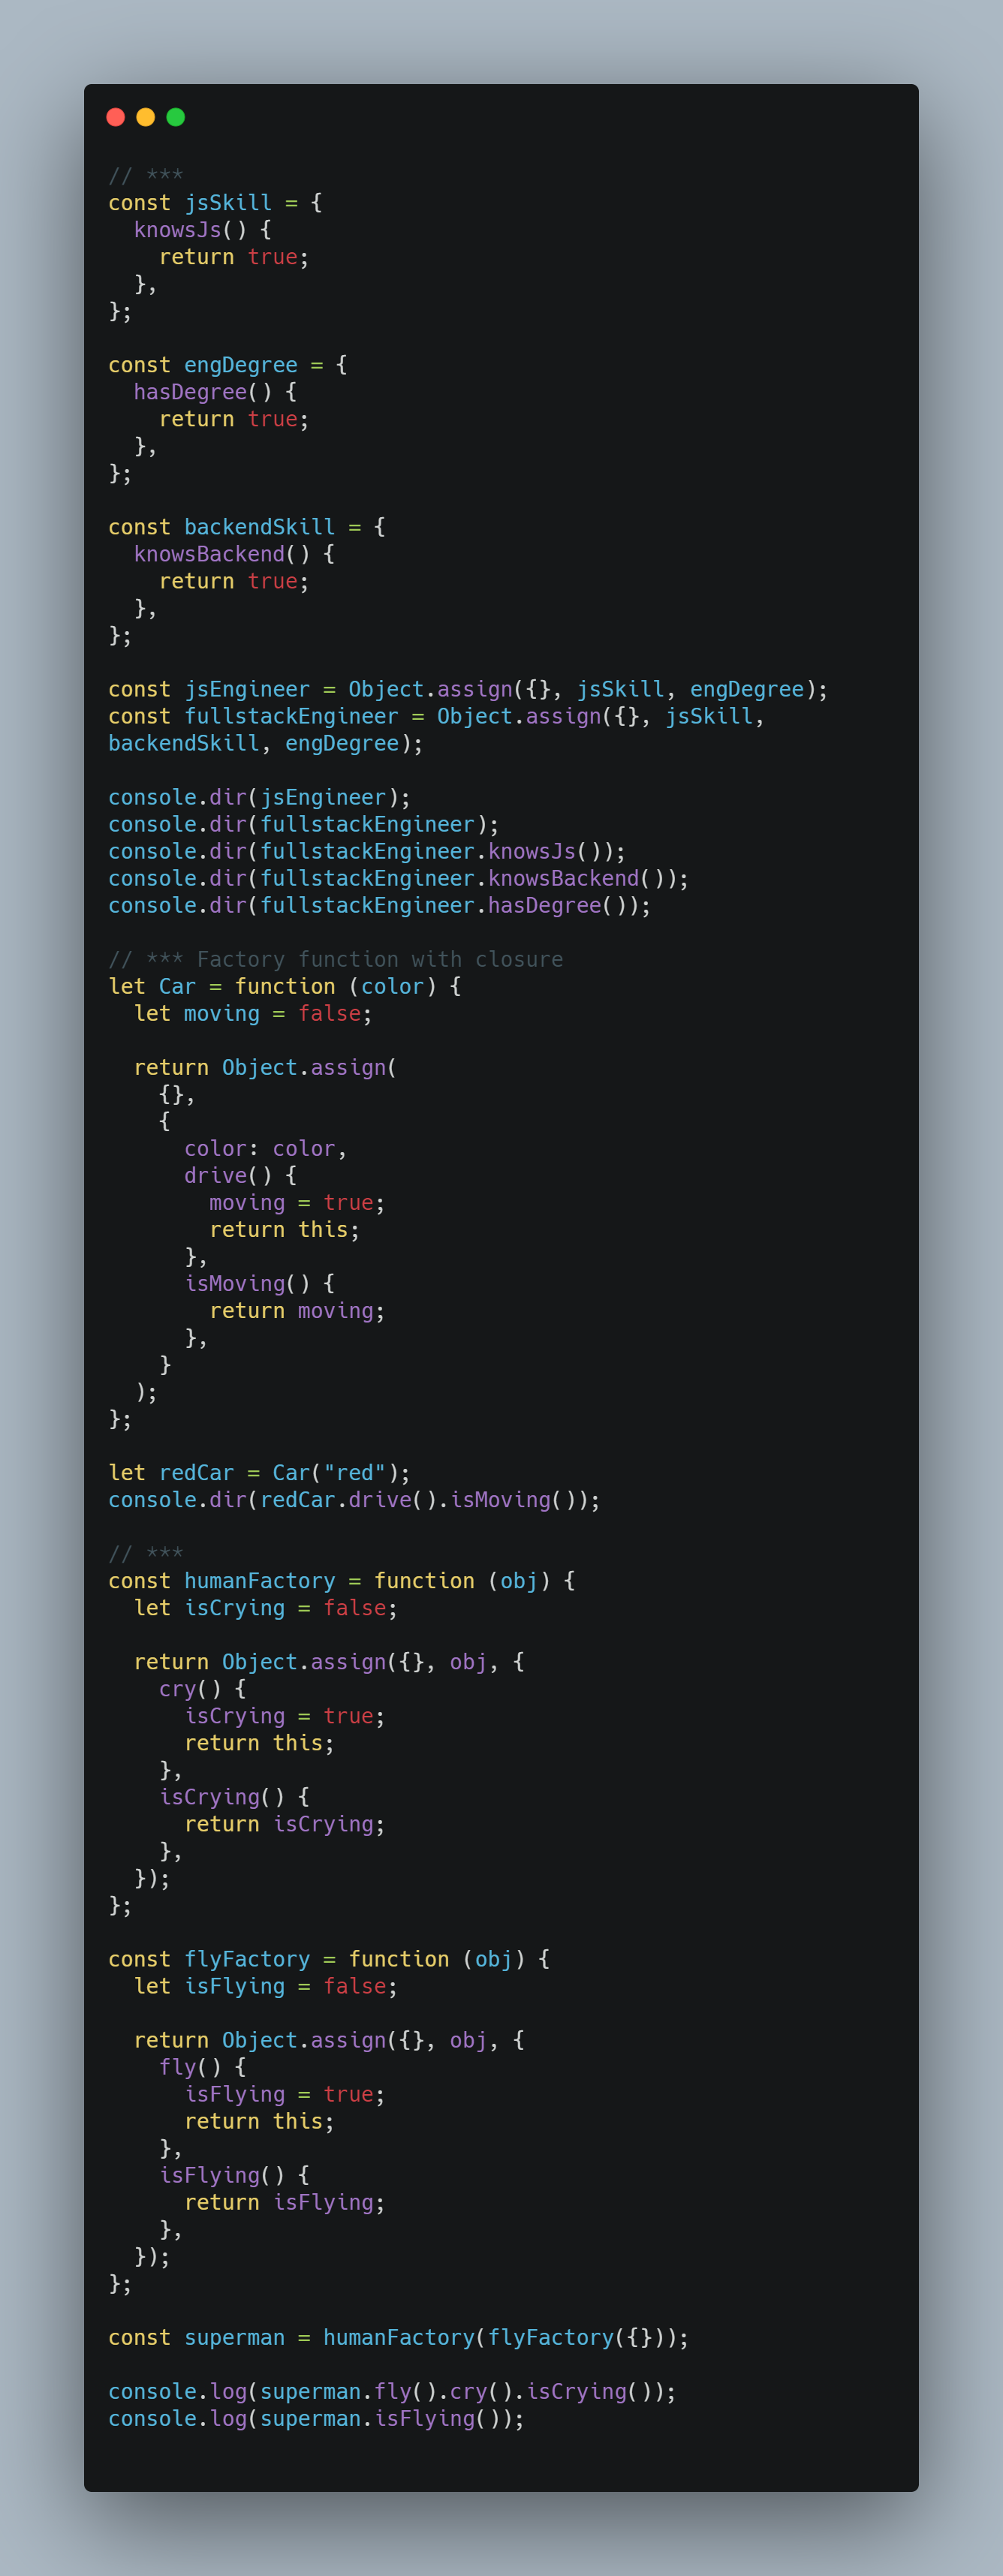 // ***
const jsSkill = {
  knowsJs() {
    return true;
  },
};

const engDegree = {
  hasDegree() {
    return true;
  },
};

const backendSkill = {
  knowsBackend() {
    return true;
  },
};

const jsEngineer = Object.assign({}, jsSkill, engDegree);
const fullstackEngineer = Object.assign({}, jsSkill,
backendSkill, engDegree);

console.dir(jsEngineer);
console.dir(fullstackEngineer);
console.dir(fullstackEngineer.knowsJs());
console.dir(fullstackEngineer.knowsBackend());
console.dir(fullstackEngineer.hasDegree());

// *** Factory function with closure
let Car = function (color) {
  let moving = false;

  return Object.assign(
    {},
    {
      color: color,
      drive() {
        moving = true;
        return this;
      },
      isMoving() {
        return moving;
      },
    }
  );
};

let redCar = Car("red");
console.dir(redCar.drive().isMoving());

// ***
const humanFactory = function (obj) {
  let isCrying = false;

  return Object.assign({}, obj, {
    cry() {
      isCrying = true;
      return this;
    },
    isCrying() {
      return isCrying;
    },
  });
};

const flyFactory = function (obj) {
  let isFlying = false;

  return Object.assign({}, obj, {
    fly() {
      isFlying = true;
      return this;
    },
    isFlying() {
      return isFlying;
    },
  });
};

const superman = humanFactory(flyFactory({}));

console.log(superman.fly().cry().isCrying());
console.log(superman.isFlying());